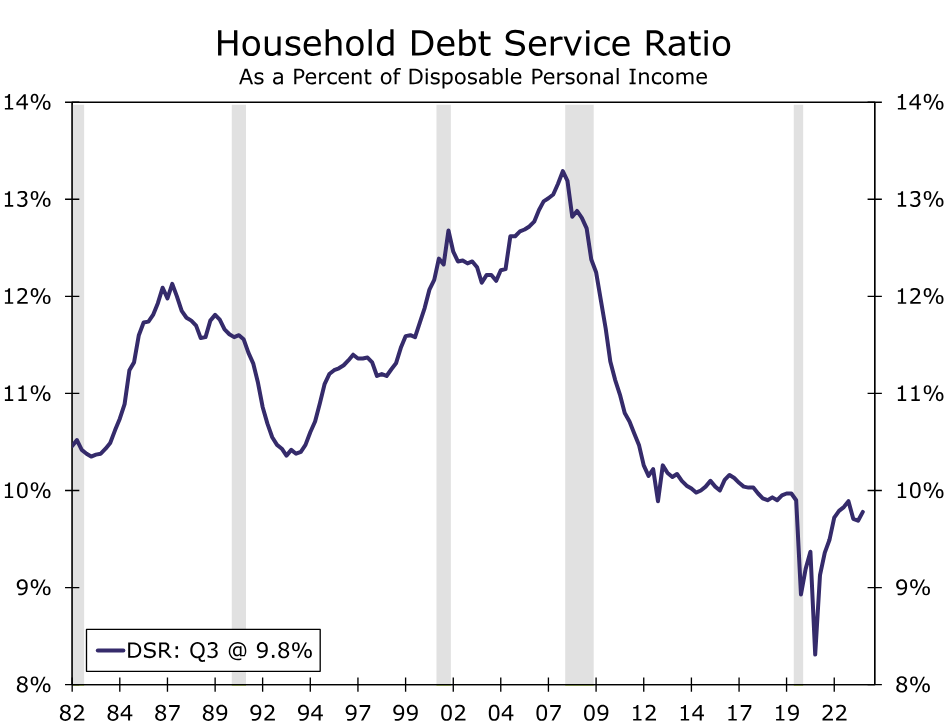 Household Debt Service Ratio
As a Percent of Disposable Personal Income
14% 14%
13% 13%
12% 12%
11% 11%
10% 10%
9% 9%
DSR: Q3 @ 9.8%
8% 8%
82 84 87 89 92 94 97 99 02 04 07 09 12 14 17 19 22